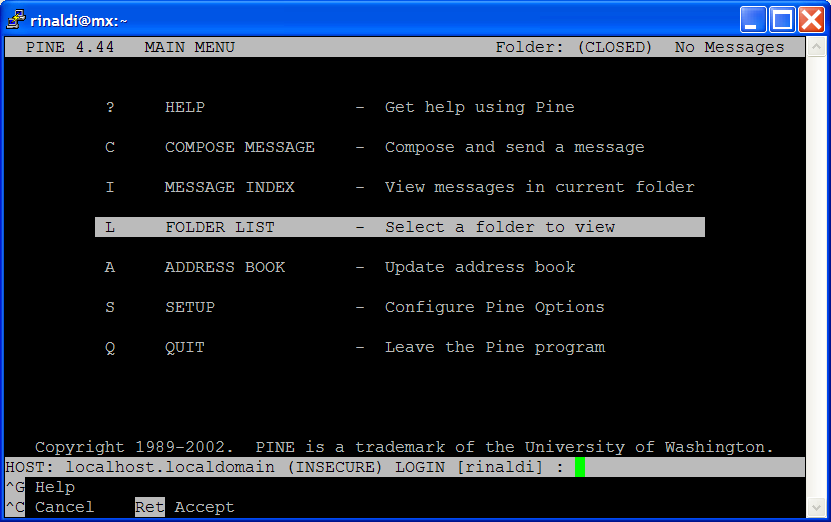 rinaldi@mx:~
PINE 4.44 MAIN MENU Folder: (CLOSED) No Messages
? HELP - Get help using Pine
C COMPOSE MESSAGE - Compose and send a message
I MESSAGE INDEX - View messages in current folder
L FOLDER LIST - Select a folder to view
A ADDRESS BOOK - Update address book
S SETUP - Configure Pine Options
Q QUIT - Leave the Pine program
Copyright 1989-2002. PINE is a trademark of the University of Washington.
HOST: localhost.localdomain (INSECURE) LOGIN [rinaldi] :
^G Help
^C Cancel Ret Accept